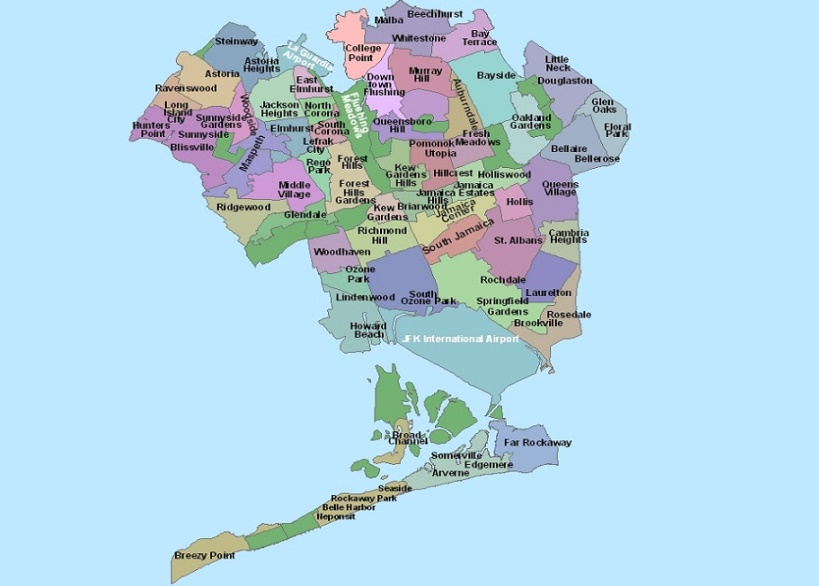 Malba
Beechhurst
Steinway
Whitestone
Bay
Terrace
College
Point
La Guardia
Airport
Astoria
Heights
Little
Neck
Douglaston
Astoria
East
Elmhurst
Down
town
Flushing
Murray
Hill
Bayside
Ravenswood
Long
Island
City
Jackson
Heights
North
Corona
Flushing
Meadows
Auburndale
Glen
Oaks
Hunters
Point
Sunnyside
Gardens
Sunnyside
Woodside
Elmhurst
South
Corona
Queensboro
Hill
Oakland
Gardens
Floral
Park
Blissville
Maspeth
Lefrak
City
Pomonok
Utopia
Fresh
Meadows
Bellaire
Bellerose
Rego
Park
Forest
Hills
Kew
Gardens
Hills
Hillcrest
Holliswood
Middle
Village
Forest
Hills
Gardens
Jamaica
Estates
Jamaica
Hills
Queens
Village
Ridgewood
Glendale
Kew
Gardens
Briarwood
Jamaica
Center
Hollis
Richmond
Hill
South Jamaica
St. Albans
Cambria
Heights
Woodhaven
Ozone
Park
Rochdale
Lindenwood
South
Ozone Park
Springfield
Gardens
Laurelton
Howard
Beach
Brookville
Rosedale
JFK International Airport
Broad
Channel
Far Rockaway
Somerville
Edgemere
Arverne
Seaside
Rockaway Park
Belle Harbor
Neponsit
Breezy Point